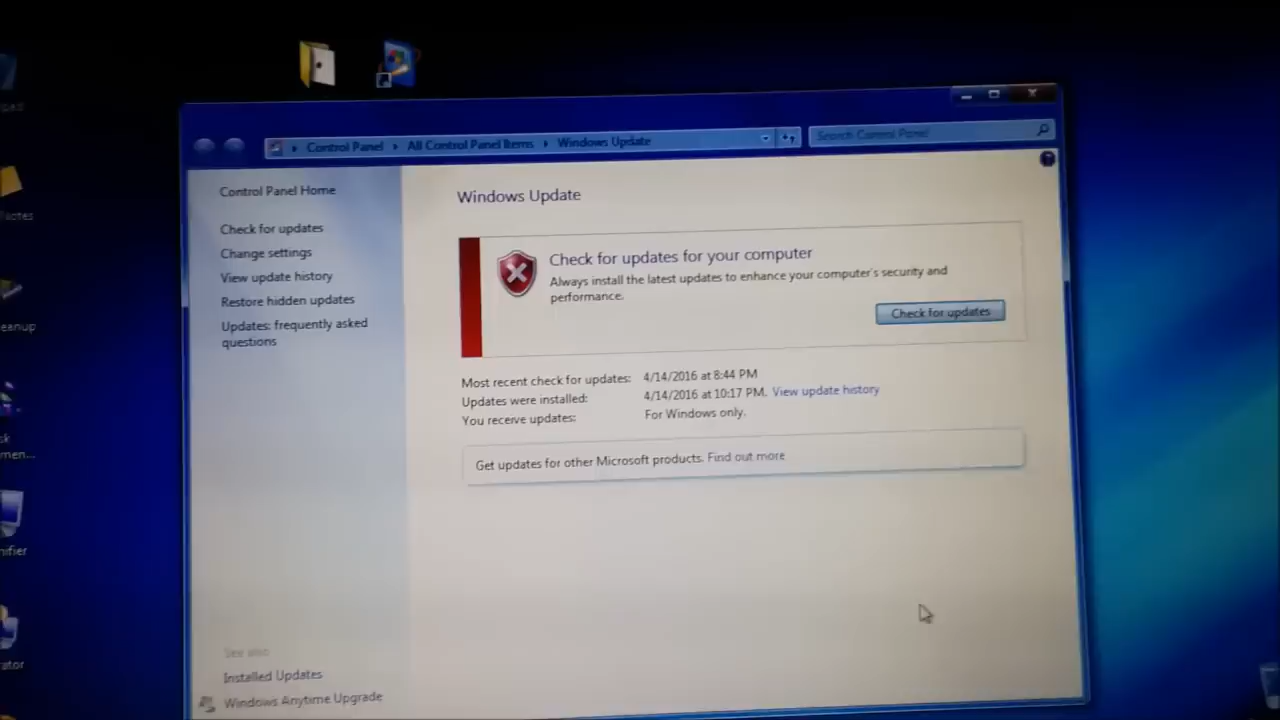 Control Panel
All Control Panel Items
Windows Update
Search Control Panel
Control Panel Home
Check for updates
Change settings
View update history
Restore hidden updates
Updates: frequently asked
questions
See also
Installed Updates
Windows Anytime Upgrade
Windows Update
Check for updates for your computer
Always install the latest updates to enhance your computer's security and
performance.
Check for updates
Most recent check for updates: 4/14/2016 at 8:44 PM
Updates were installed: 4/14/2016 at 10:17 PM. View update history
You receive updates: For Windows only.
Get updates for other Microsoft products. Find out more